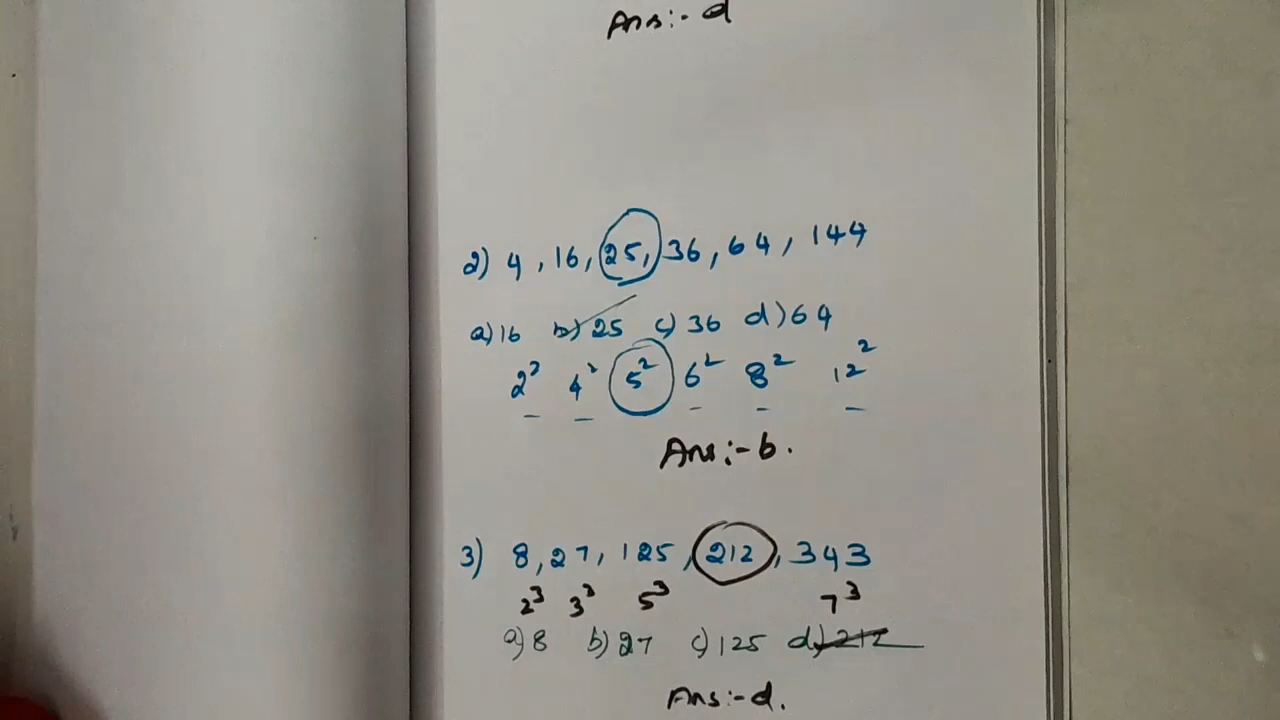 Ans:- d
2) 4, 16, 25, 36, 64, 144
a) 16 b) 25 c) 36 d) 64
2² 4² 5² 6² 8² 12²
Ans:- b.
3) 8, 27, 125, 212, 343
2³ 3³ 5³ 7³
a) 8 b) 27 c) 125 d) 212
Ans:- d.